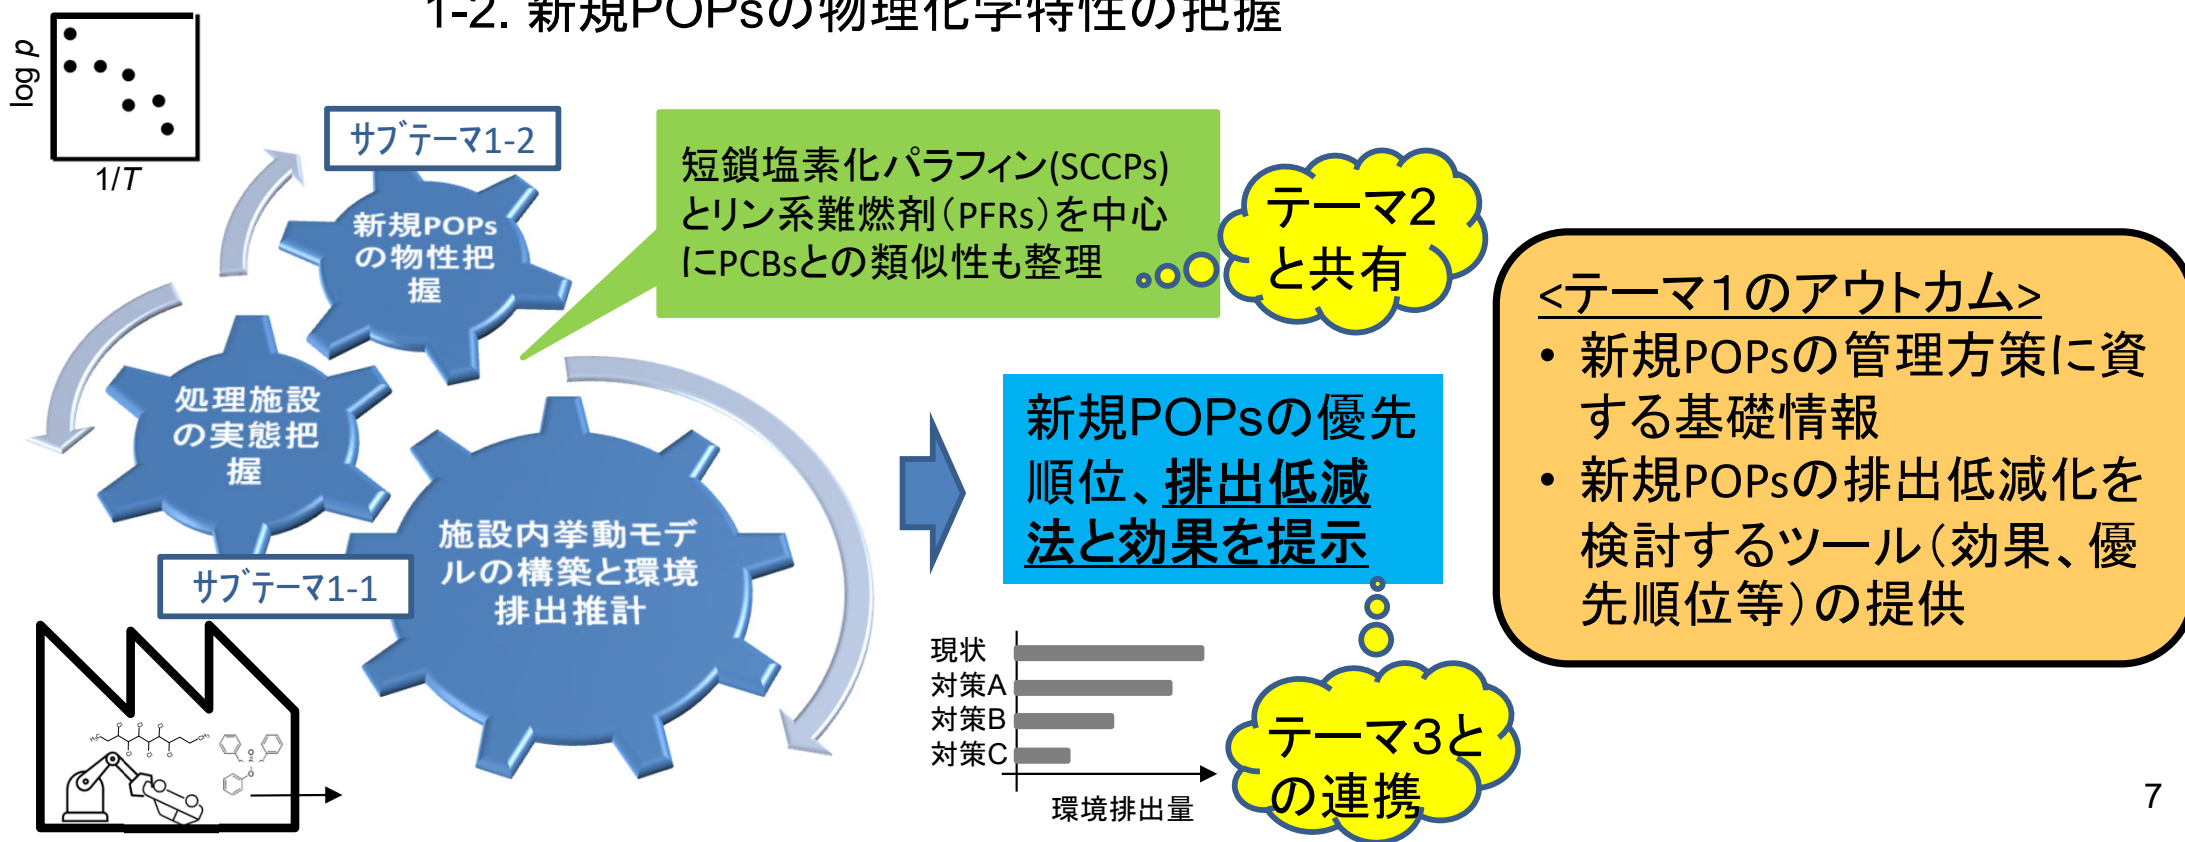 1-2. 新規POPsの物理化学特性の把握
log p
1/T
サブテーマ1-2
新規POPs
の物性把
握
短鎖塩素化パラフィン(SCCPs)
とリン系難燃剤（PFRs）を中心
にPCBsとの類似性も整理
テーマ2
と共有
処理施設
の実態把
握
サブテーマ1-1
施設内挙動モデ
ルの構築と環境
排出推計
新規POPsの優先
順位、排出低減
法と効果を提示
現状
対策A
対策B
対策C
環境排出量
テーマ3と
の連携
<テーマ１のアウトカム>
• 新規POPsの管理方策に資
する基礎情報
• 新規POPsの排出低減化を
検討するツール（効果、優
先順位等）の提供
7